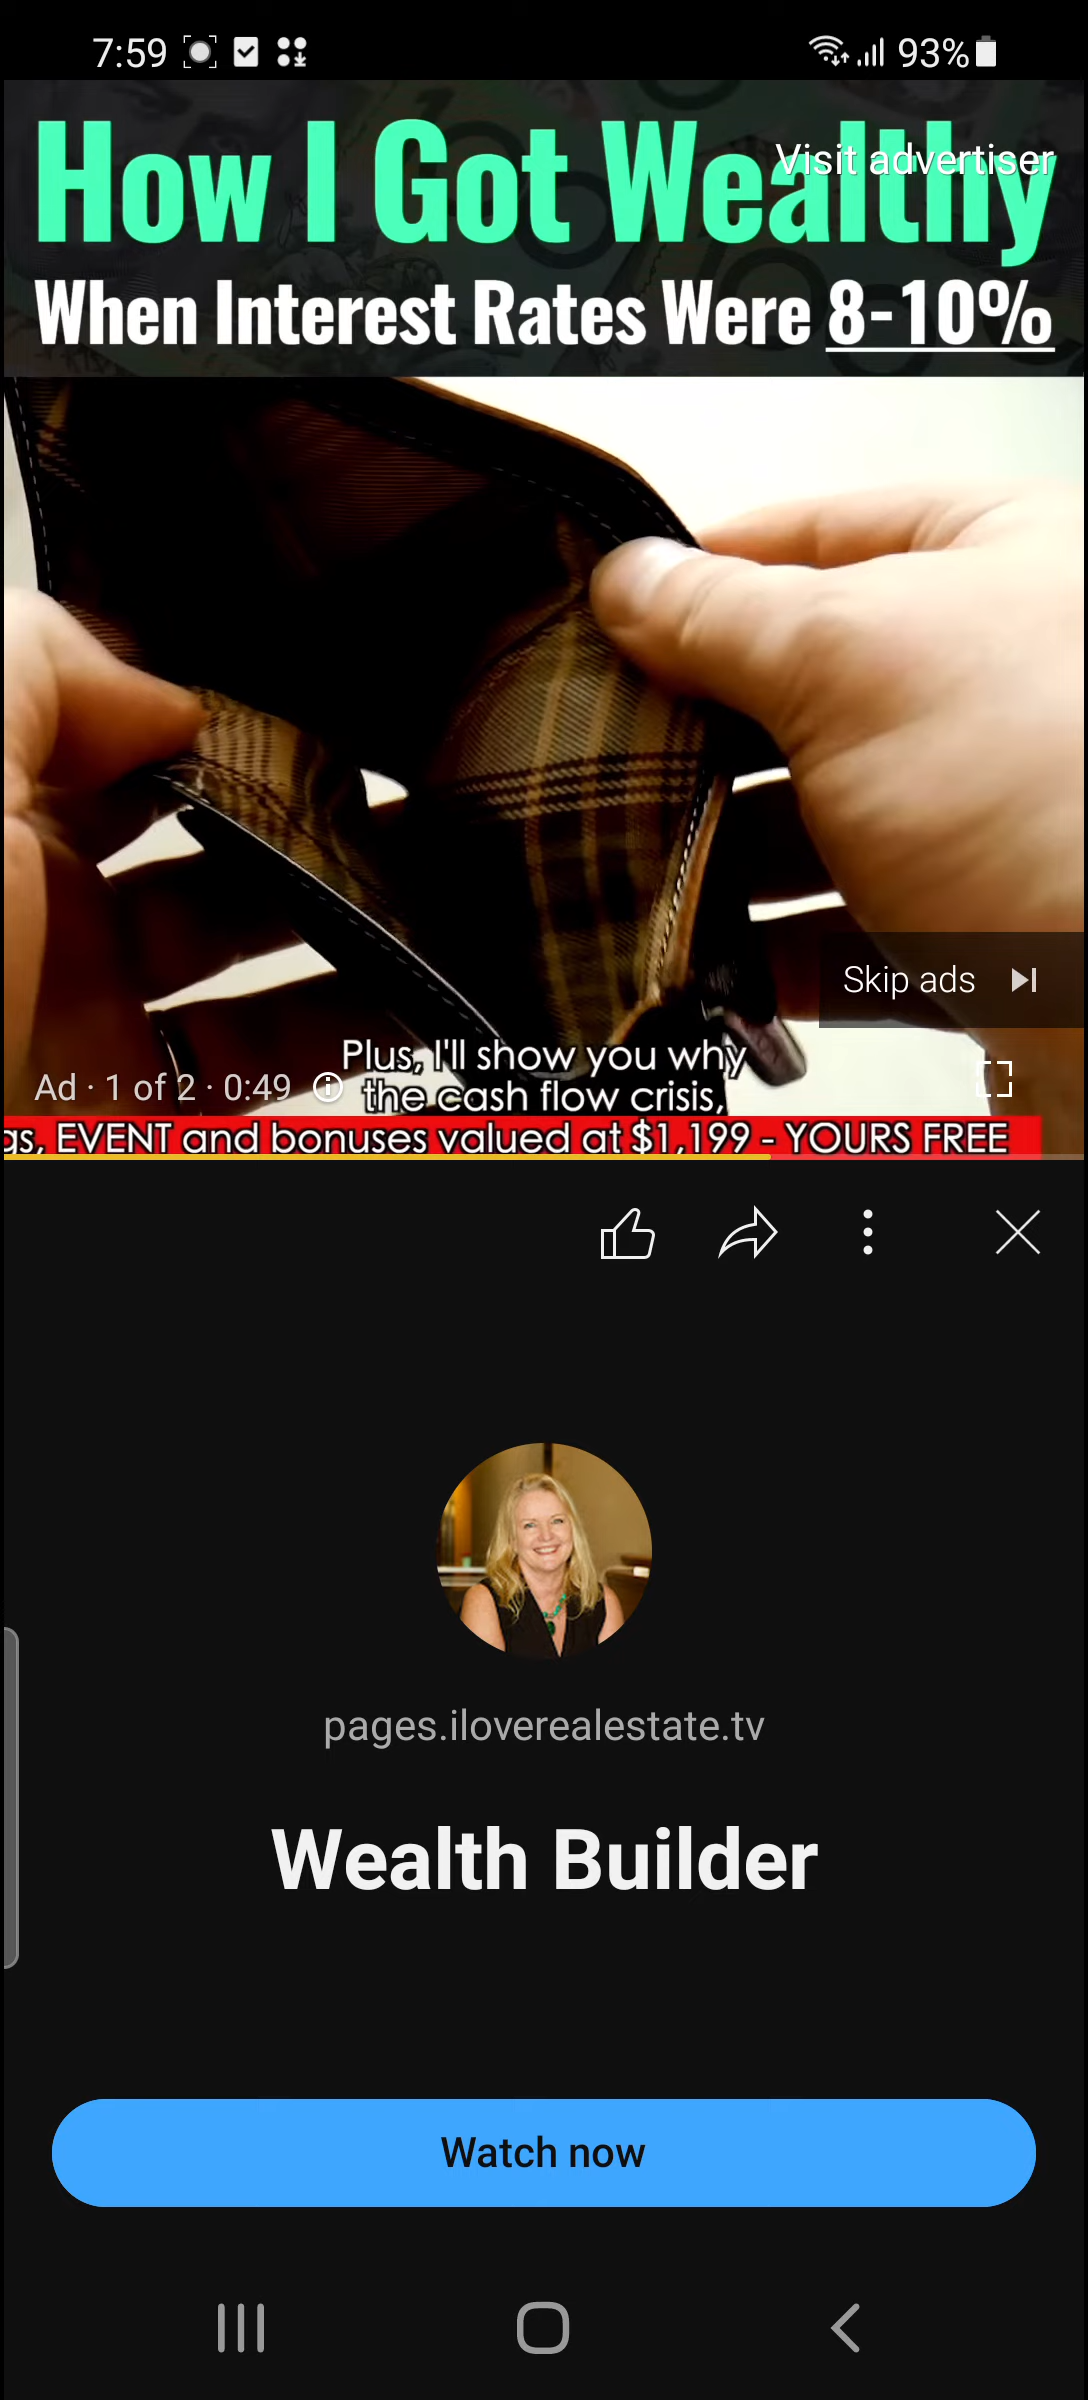 7:59 93%
How I Got Wealthy
Visit advertiser
When Interest Rates Were 8-10%
Skip ads
Plus, I'll show you why
the cash flow crisis,
Ad · 1 of 2 · 0:49
gs, EVENT and bonuses valued at $1,199 - YOURS FREE
pages.iloverealestate.tv
Wealth Builder
Watch now